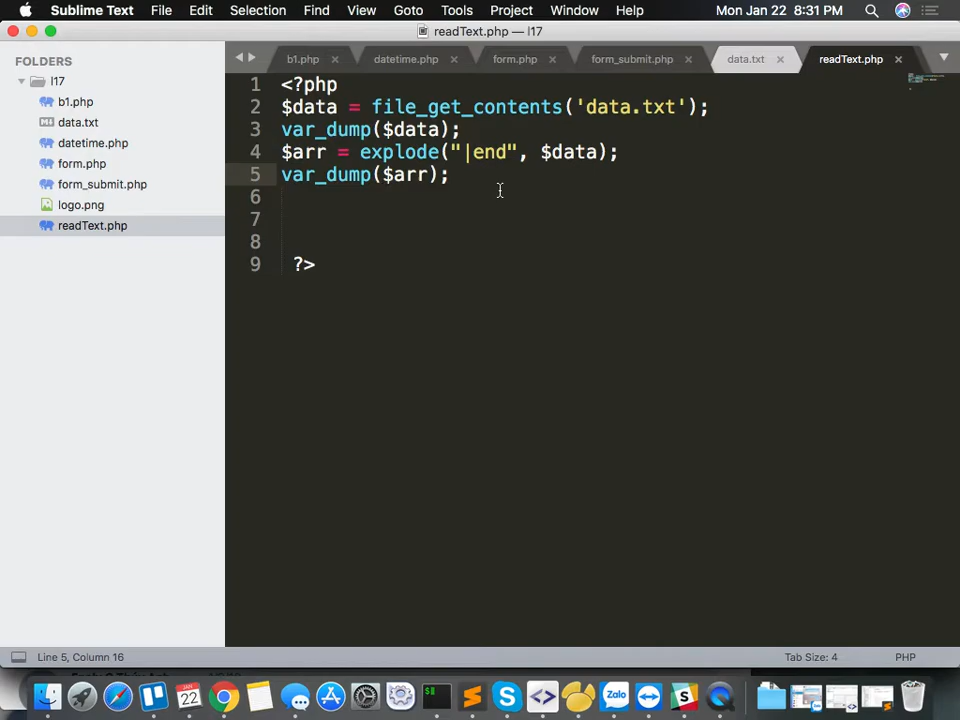 Sublime Text File Edit Selection Find View Goto Tools Project Window Help Mon Jan 22 8:31 PM
readText.php — l17
FOLDERS
l17
b1.php
data.txt
datetime.php
form.php
form_submit.php
logo.png
readText.php
b1.php × datetime.php × form.php × form_submit.php × data.txt × readText.php ×
1 <?php
2 $data = file_get_contents('data.txt');
3 var_dump($data);
4 $arr = explode("|end", $data);
5 var_dump($arr);
6
7
8
9 ?>
Line 5, Column 16 Tab Size: 4 PHP
22
Zalo